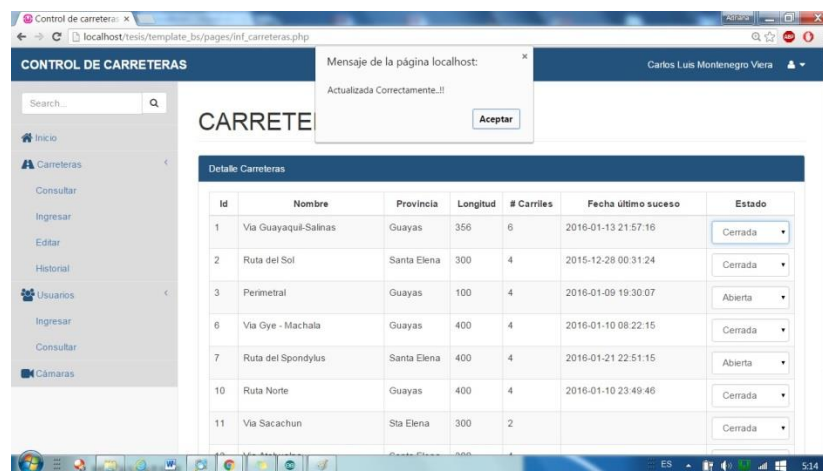 Control de carretera:
Adriana
localhost/tesis/template_bs/pages/inf_carreteras.php
CONTROL DE CARRETERAS
Carlos Luis Montenegro Viera
Mensaje de la página localhost:
Actualizada Correctamente..!!
Aceptar
Search...
Inicio
Carreteras
Consultar
Ingresar
Editar
Historial
Usuarios
Ingresar
Consultar
Cámaras
CARRETE
Detalle Carreteras
Id Nombre Provincia Longitud # Carriles Fecha último suceso Estado
1 Via Guayaquil-Salinas Guayas 356 6 2016-01-13 21:57:16 Cerrada
2 Ruta del Sol Santa Elena 300 4 2015-12-28 00:31:24 Cerrada
3 Perimetral Guayas 100 4 2016-01-09 19:30:07 Abierta
6 Via Gye - Machala Guayas 400 4 2016-01-10 08:22:15 Cerrada
7 Ruta del Spondylus Santa Elena 400 4 2016-01-21 22:51:15 Abierta
10 Ruta Norte Guayas 400 4 2016-01-10 23:49:46 Cerrada
11 Via Sacachun Sta Elena 300 2 Cerrada
ES 5:14